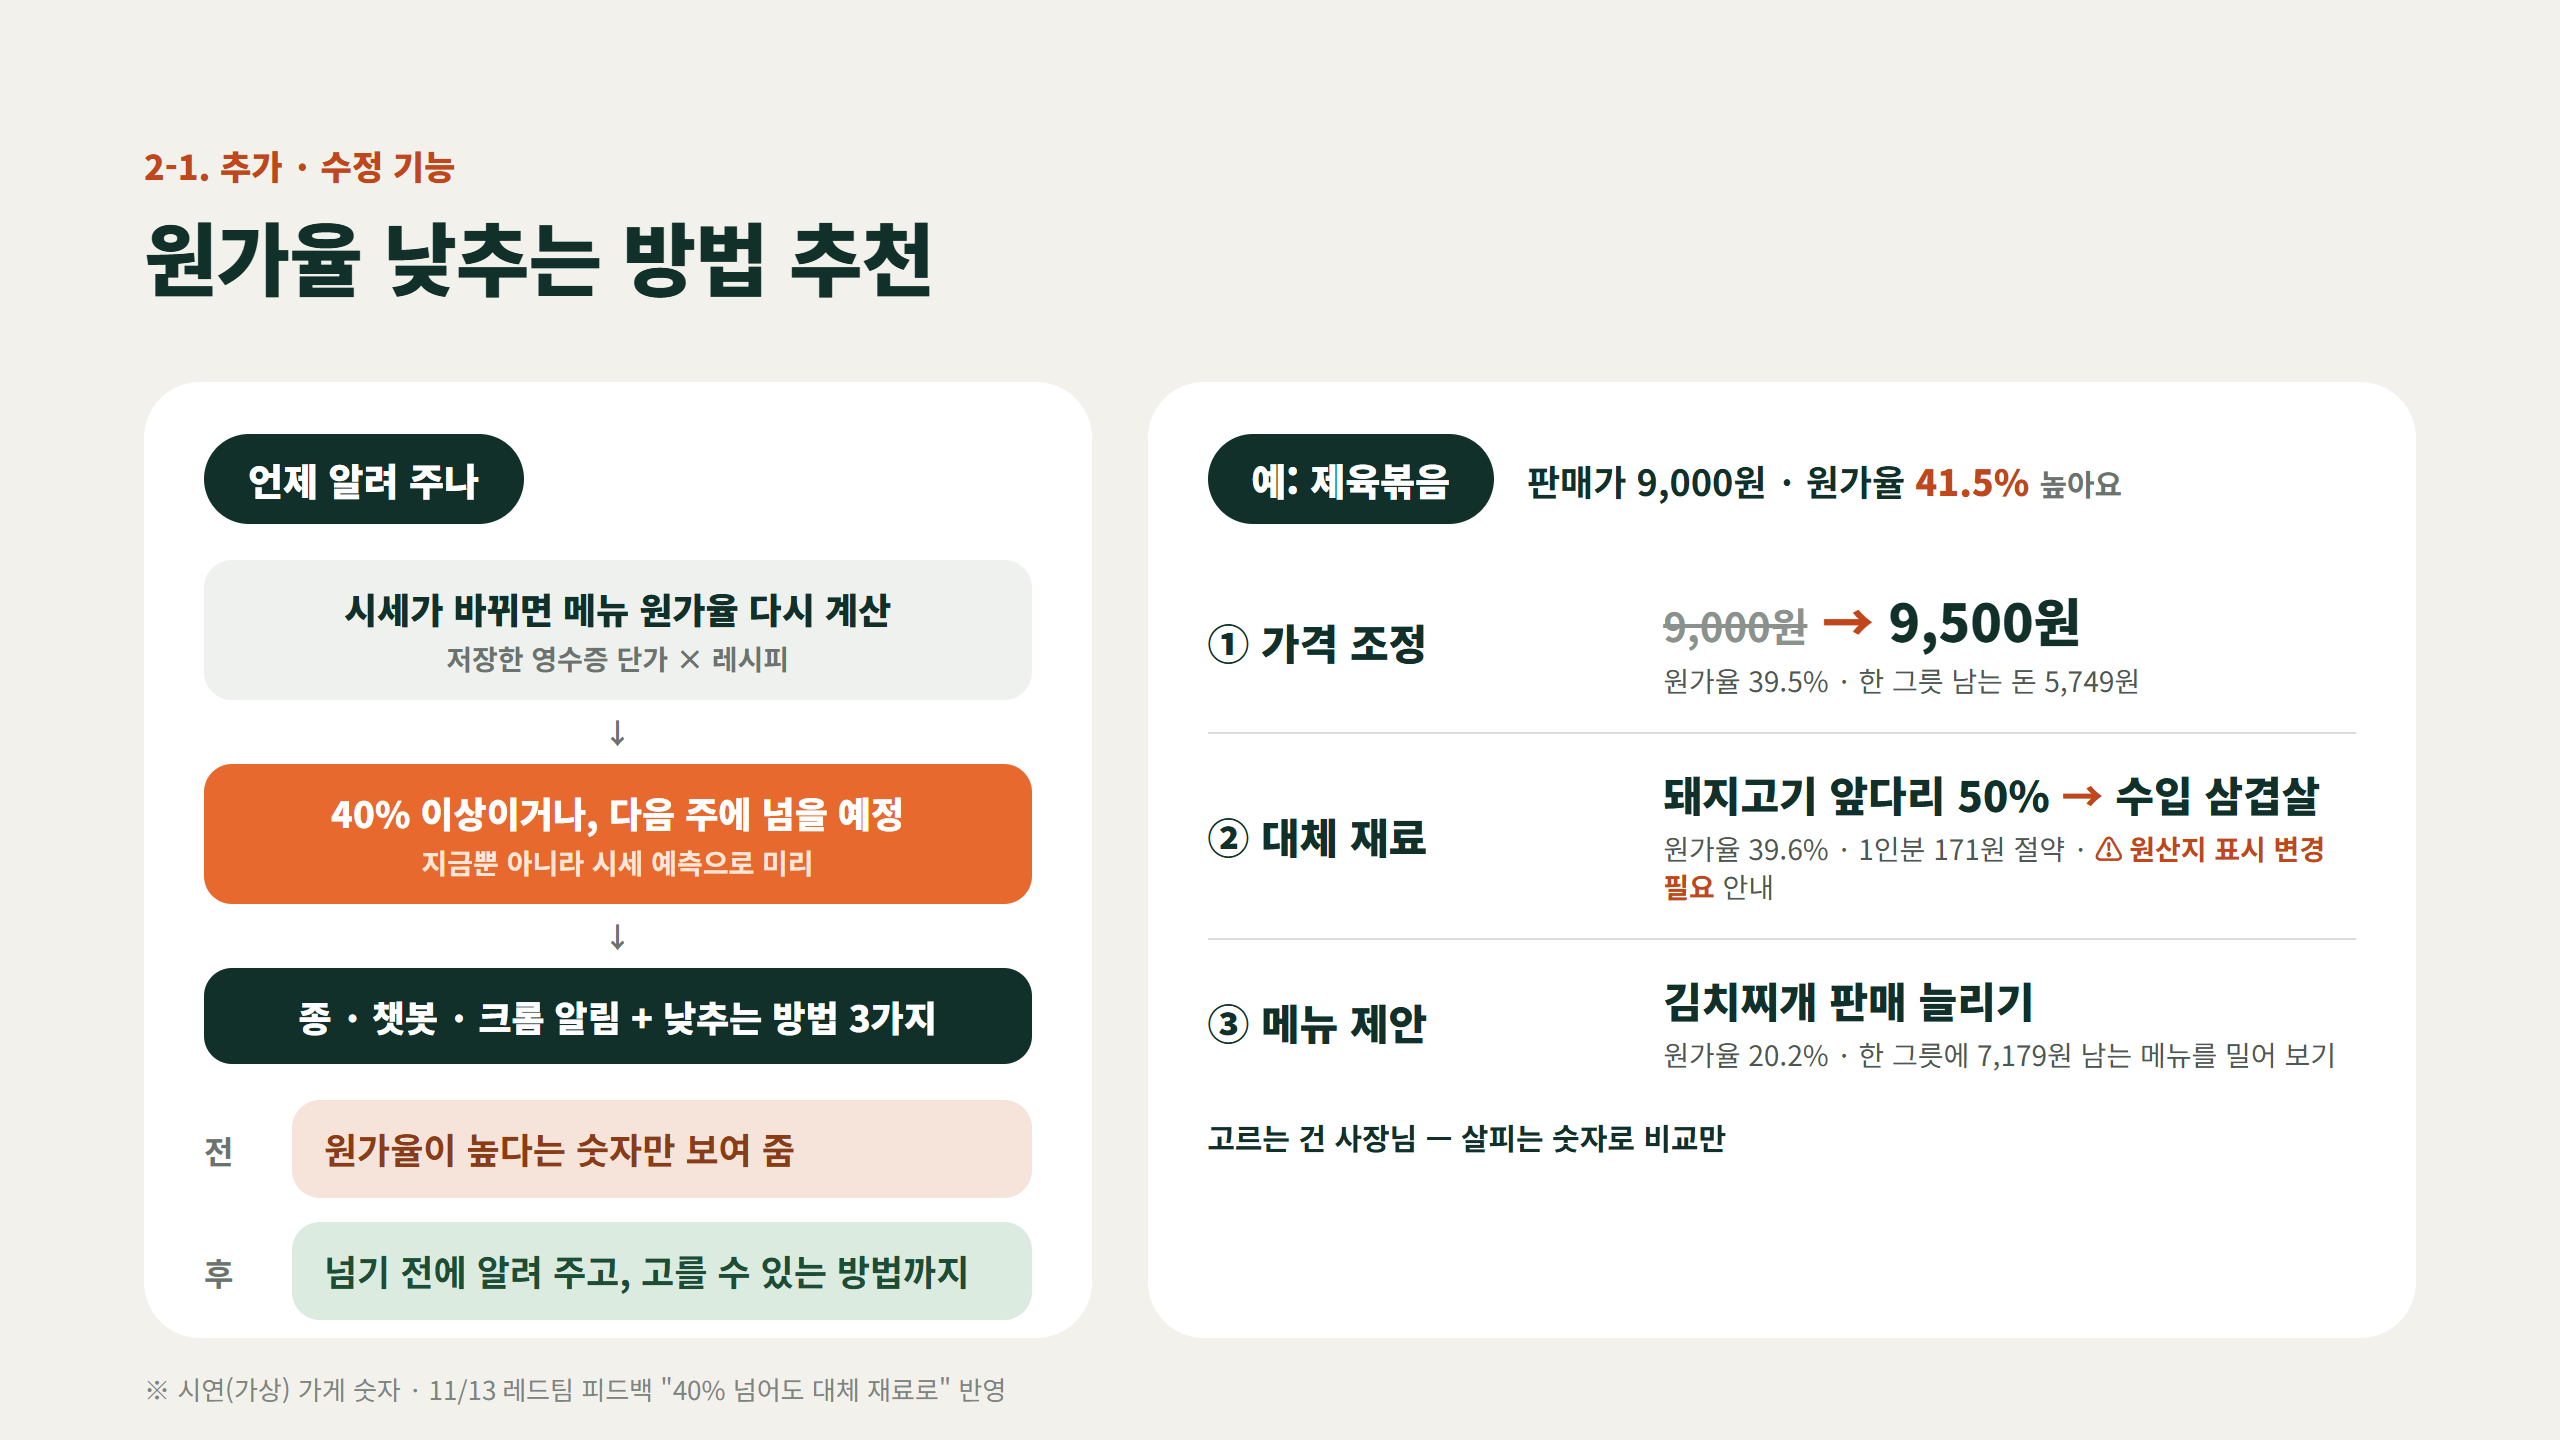 2-1. 추가 · 수정 기능
원가율 낮추는 방법 추천
언제 알려 주나
시세가 바뀌면 메뉴 원가율 다시 계산
저장한 영수증 단가 × 레시피
↓
40% 이상이거나, 다음 주에 넘을 예정
지금뿐 아니라 시세 예측으로 미리
↓
종 · 챗봇 · 크롬 알림 + 낮추는 방법 3가지
전 원가율이 높다는 숫자만 보여 줌
후 넘기 전에 알려 주고, 고를 수 있는 방법까지
예: 제육볶음 판매가 9,000원 · 원가율 41.5% 높아요
① 가격 조정
9,000원 → 9,500원
원가율 39.5% · 한 그릇 남는 돈 5,749원
② 대체 재료
돼지고기 앞다리 50% → 수입 삼겹살
원가율 39.6% · 1인분 171원 절약 · ⚠ 원산지 표시 변경
필요 안내
③ 메뉴 제안
김치찌개 판매 늘리기
원가율 20.2% · 한 그릇에 7,179원 남는 메뉴를 밀어 보기
고르는 건 사장님 — 살피는 숫자로 비교만
※ 시연(가상) 가게 숫자 · 11/13 레드팀 피드백 "40% 넘어도 대체 재료로" 반영